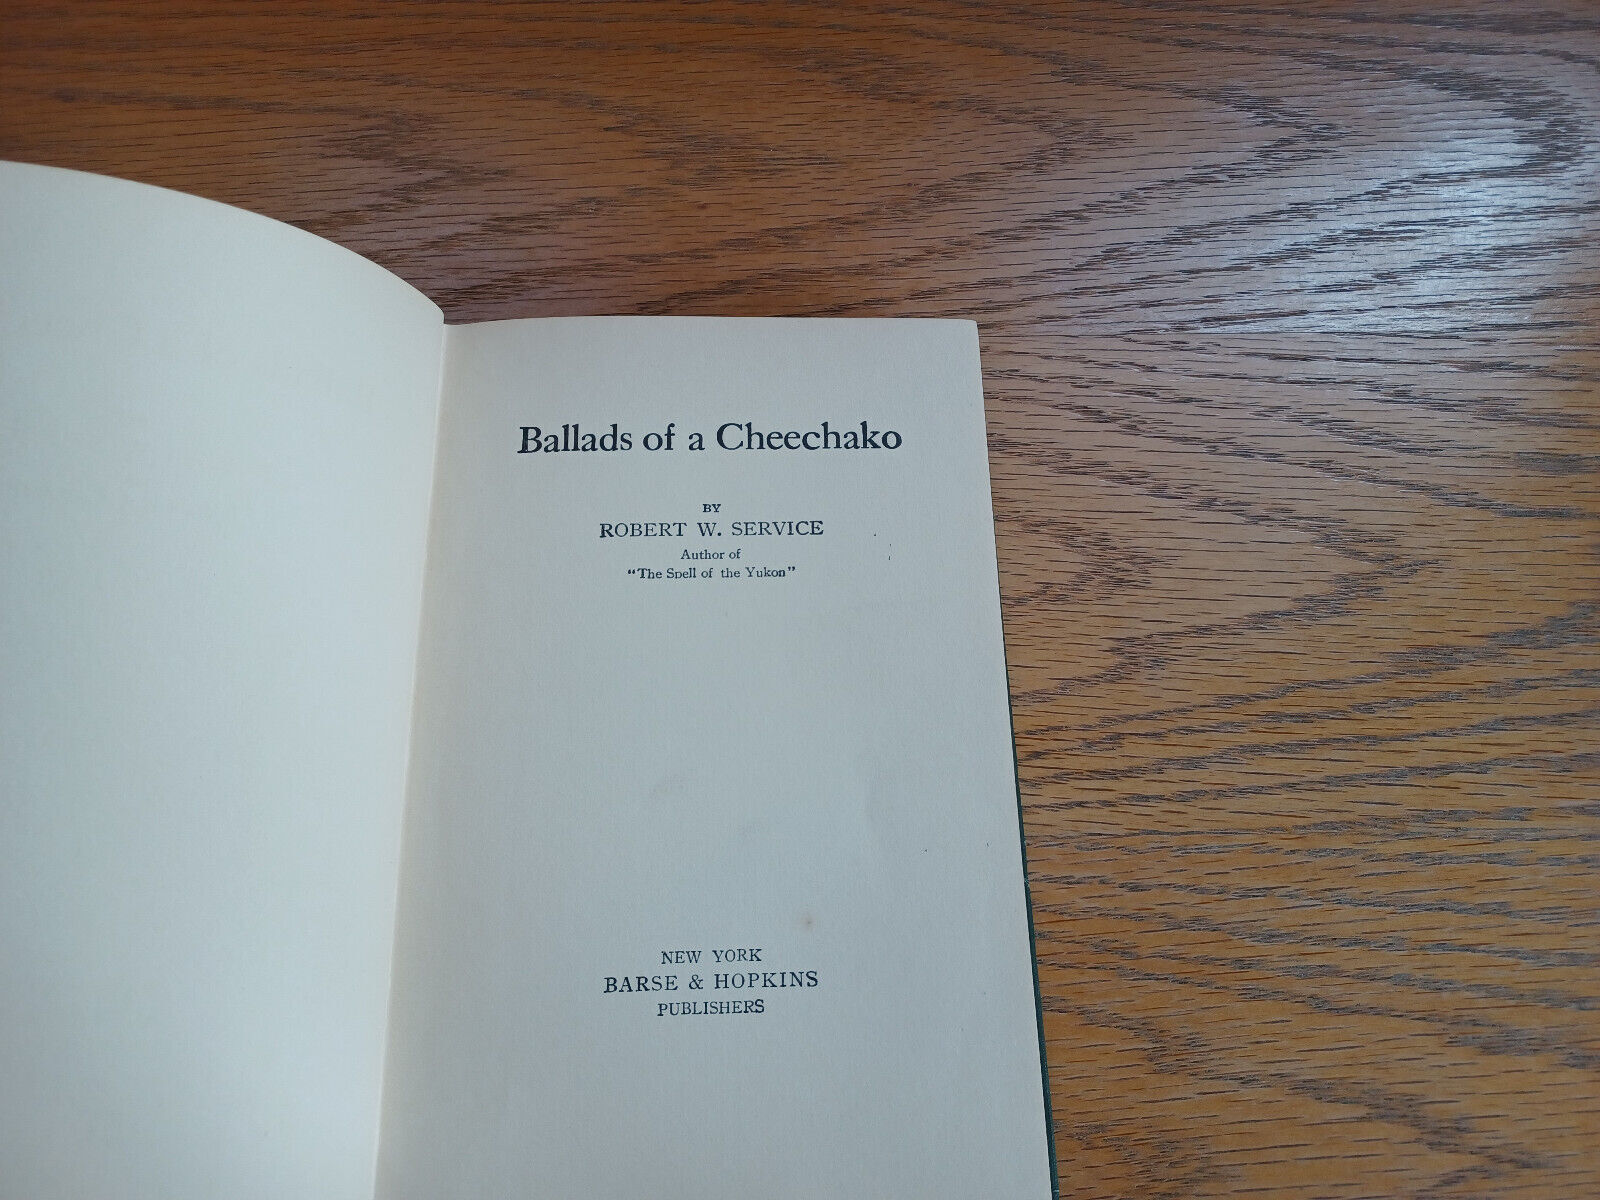 Ballads of a Cheechako
BY
ROBERT W. SERVICE
Author of
"The Spell of the Yukon"
NEW YORK
BARSE & HOPKINS
PUBLISHERS